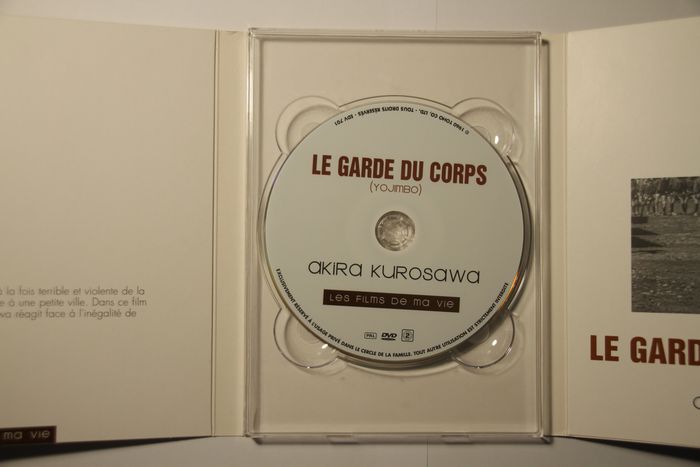 à la fois terrible et violente de la
e à une petite ville. Dans ce film
wa réagit face à l'inégalité de
ma vie
© 1960 TOHO CO. LTD. - TOUS DROITS RÉSERVÉS - EDV 701
LE GARDE DU CORPS
(YOJIMBO)
AKIRA KUROSAWA
Les FILMS DE ma VIE
PAL DVD 2
EXCLUSIVEMENT RÉSERVÉ À L'USAGE PRIVÉ DANS LE CERCLE DE LA FAMILLE. TOUT AUTRE UTILISATION EST STRICTEMENT INTERDITE
LE GARD